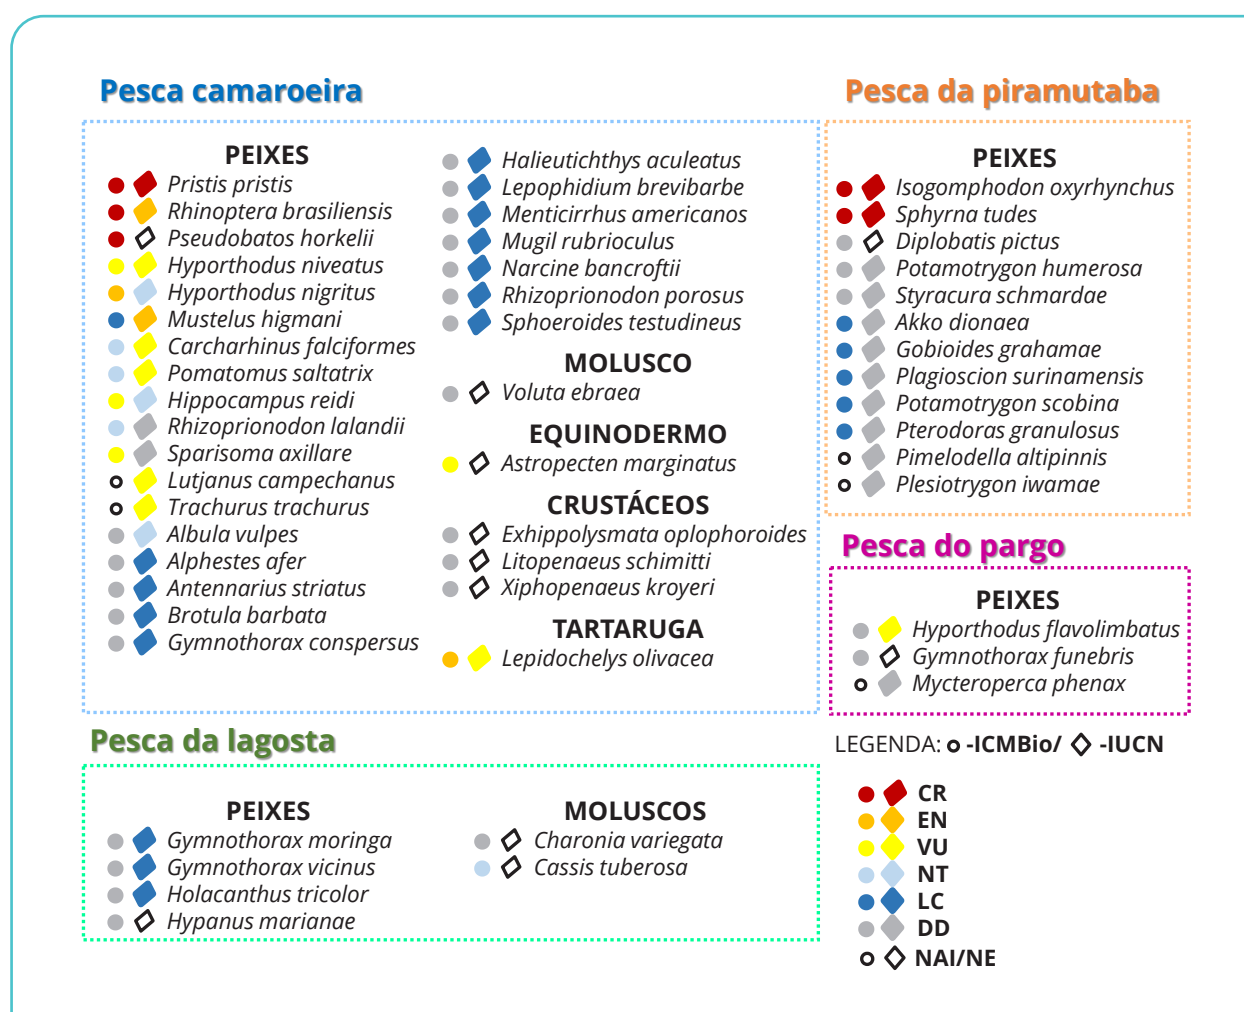 Pesca camaroeira
PEIXES
Pristis pristis
Rhinoptera brasiliensis
Pseudobatos horkelii
Hyporthodus niveatus
Hyporthodus nigritus
Mustelus higmani
Carcharhinus falciformes
Pomatomus saltatrix
Hippocampus reidi
Rhizoprionodon lalandii
Sparisoma axillare
Lutjanus campechanus
Trachurus trachurus
Albula vulpes
Alphestes afer
Antennarius striatus
Brotula barbata
Gymnothorax conspersus
Halieutichthys aculeatus
Lepophidium brevibarbe
Menticirrhus americanos
Mugil rubrioculus
Narcine bancroftii
Rhizoprionodon porosus
Sphoeroides testudineus
MOLUSCO
Voluta ebraea
EQUINODERMO
Astropecten marginatus
CRUSTÁCEOS
Exhippolysmata oplophoroides
Litopenaeus schimitti
Xiphopenaeus kroyeri
TARTARUGA
Lepidochelys olivacea
Pesca da piramutaba
PEIXES
Isogomphodon oxyrhynchus
Sphyrna tudes
Diplobatis pictus
Potamotrygon humerosa
Styracura schmardae
Akko dionaea
Gobioides grahamae
Plagioscion surinamensis
Potamotrygon scobina
Pterodoras granulosus
Pimelodella altipinnis
Plesiotrygon iwamae
Pesca do pargo
PEIXES
Hyporthodus flavolimbatus
Gymnothorax funebris
Mycteroperca phenax
Pesca da lagosta
PEIXES
Gymnothorax moringa
Gymnothorax vicinus
Holacanthus tricolor
Hypanus marianae
MOLUSCOS
Charonia variegata
Cassis tuberosa
LEGENDA: -ICMBio/ -IUCN
CR
EN
VU
NT
LC
DD
NAI/NE